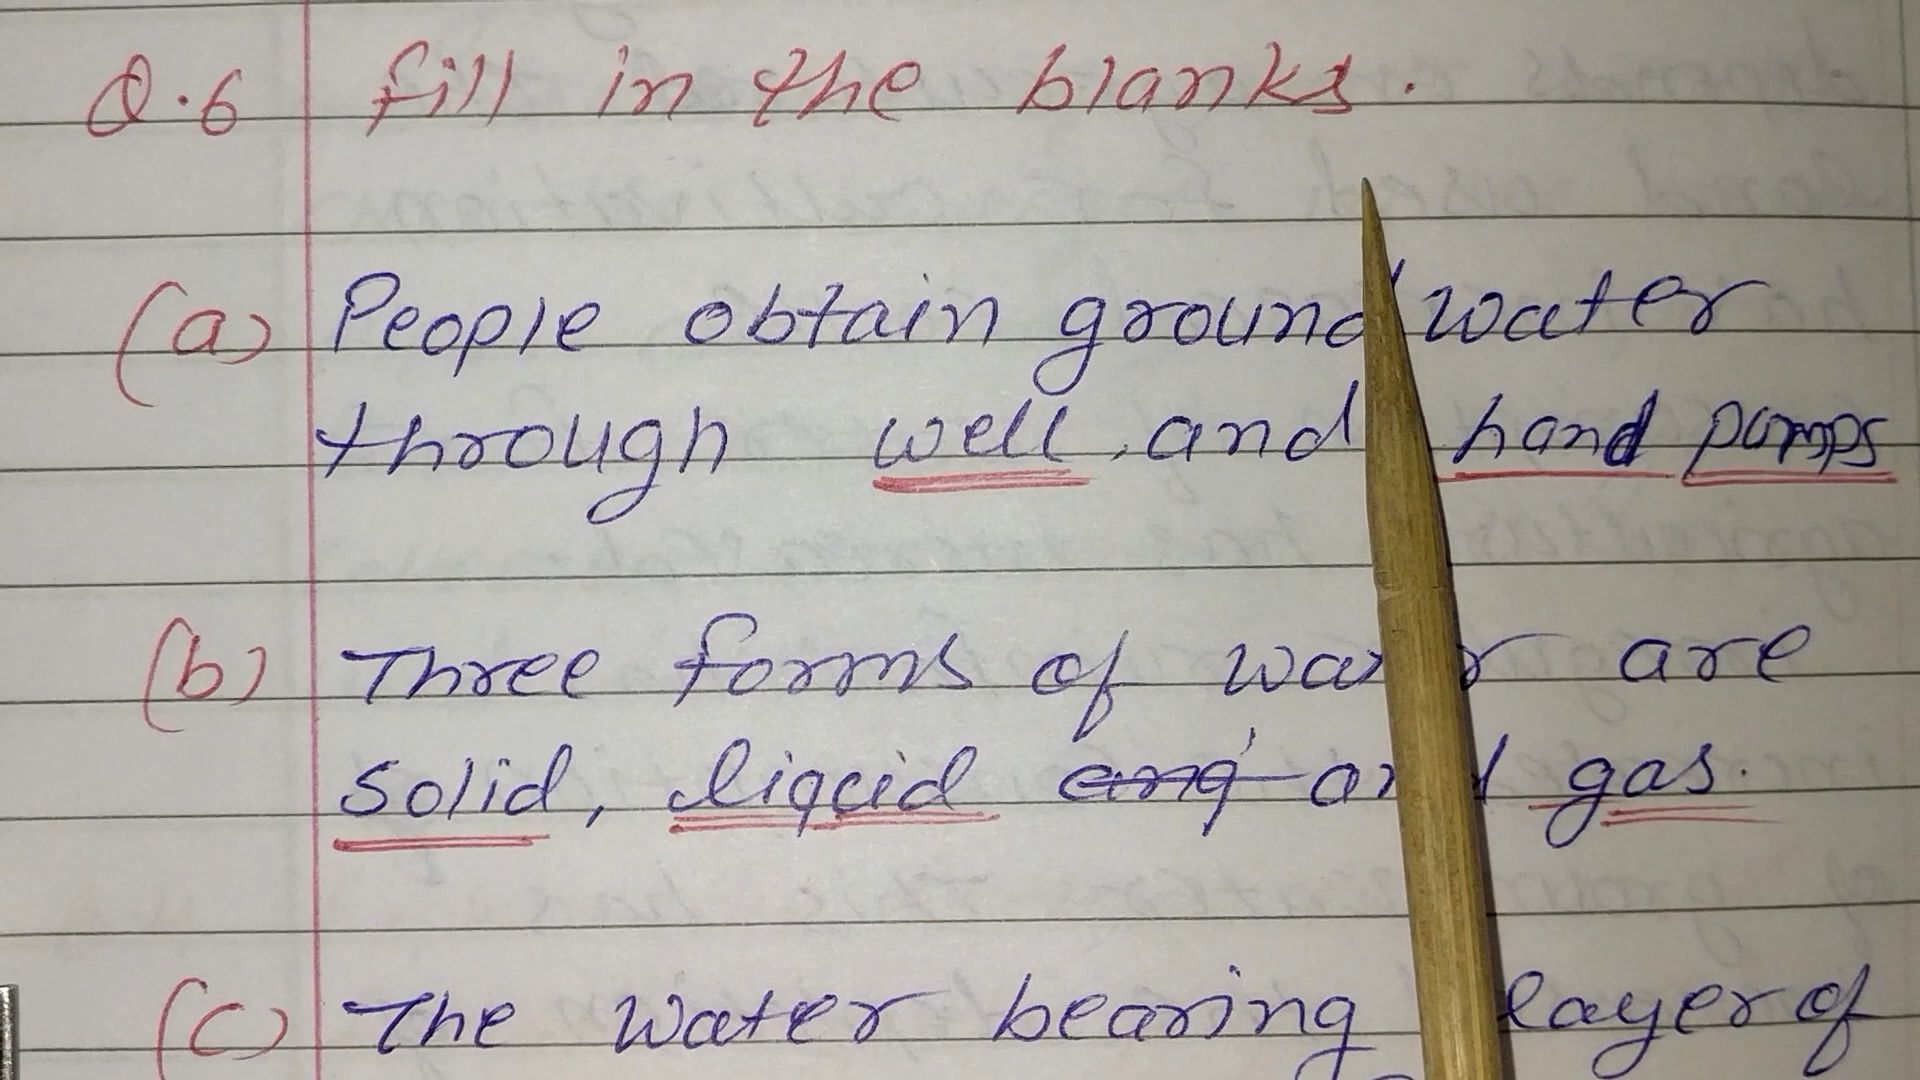 Q.6 fill in the blanks.
(a) People obtain ground water
through well, and hand pumps
(b) Three forms of water are
solid, liquid and gas.
(c) The water bearing layer of